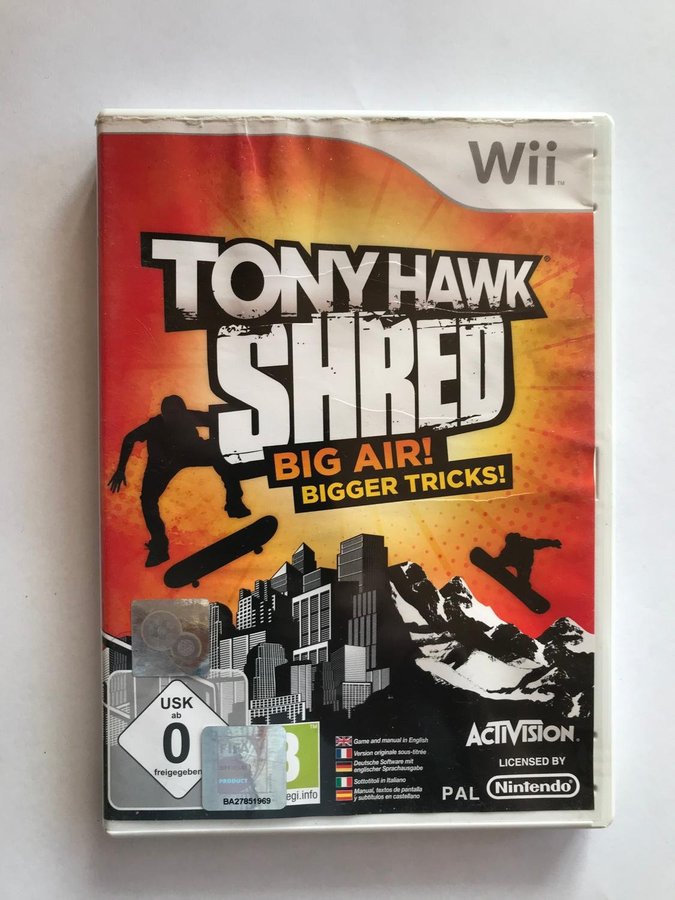 Wii™
TONY HAWK®
SHRED
BIG AIR!
BIGGER TRICKS!
USK
ab
0
freigegeben
PRODUCT
BA27851969
egi.info
Game and manual in English
Version originale sous-titrée
Deutsche Software mit
englischer Sprachausgabe
Sottotitoli in Italiano
Manual, textos de pantalla
y subtítulos en castellano
ACTIVISION.
LICENSED BY
PAL Nintendo®